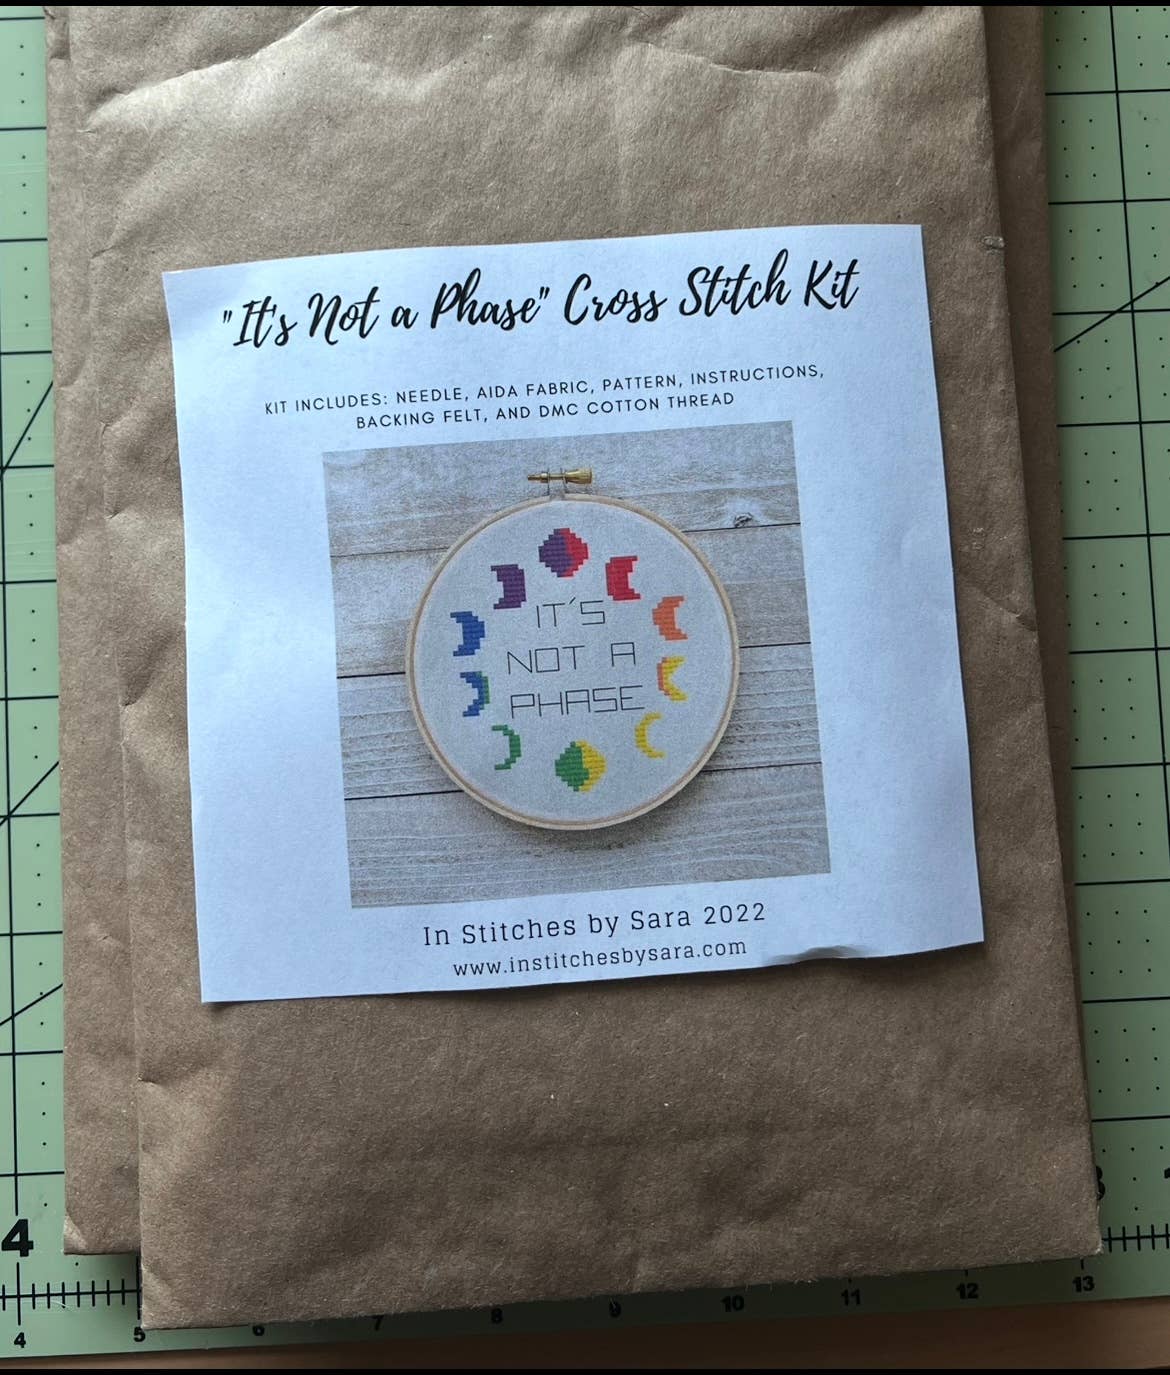 "It's Not a Phase" Cross Stitch Kit
KIT INCLUDES: NEEDLE, AIDA FABRIC, PATTERN, INSTRUCTIONS,
BACKING FELT, AND DMC COTTON THREAD
IT'S
NOT A
PHASE
In Stitches by Sara 2022
www.institchesbysara.com
4
4 5 6 7 8 9 10 11 12 13